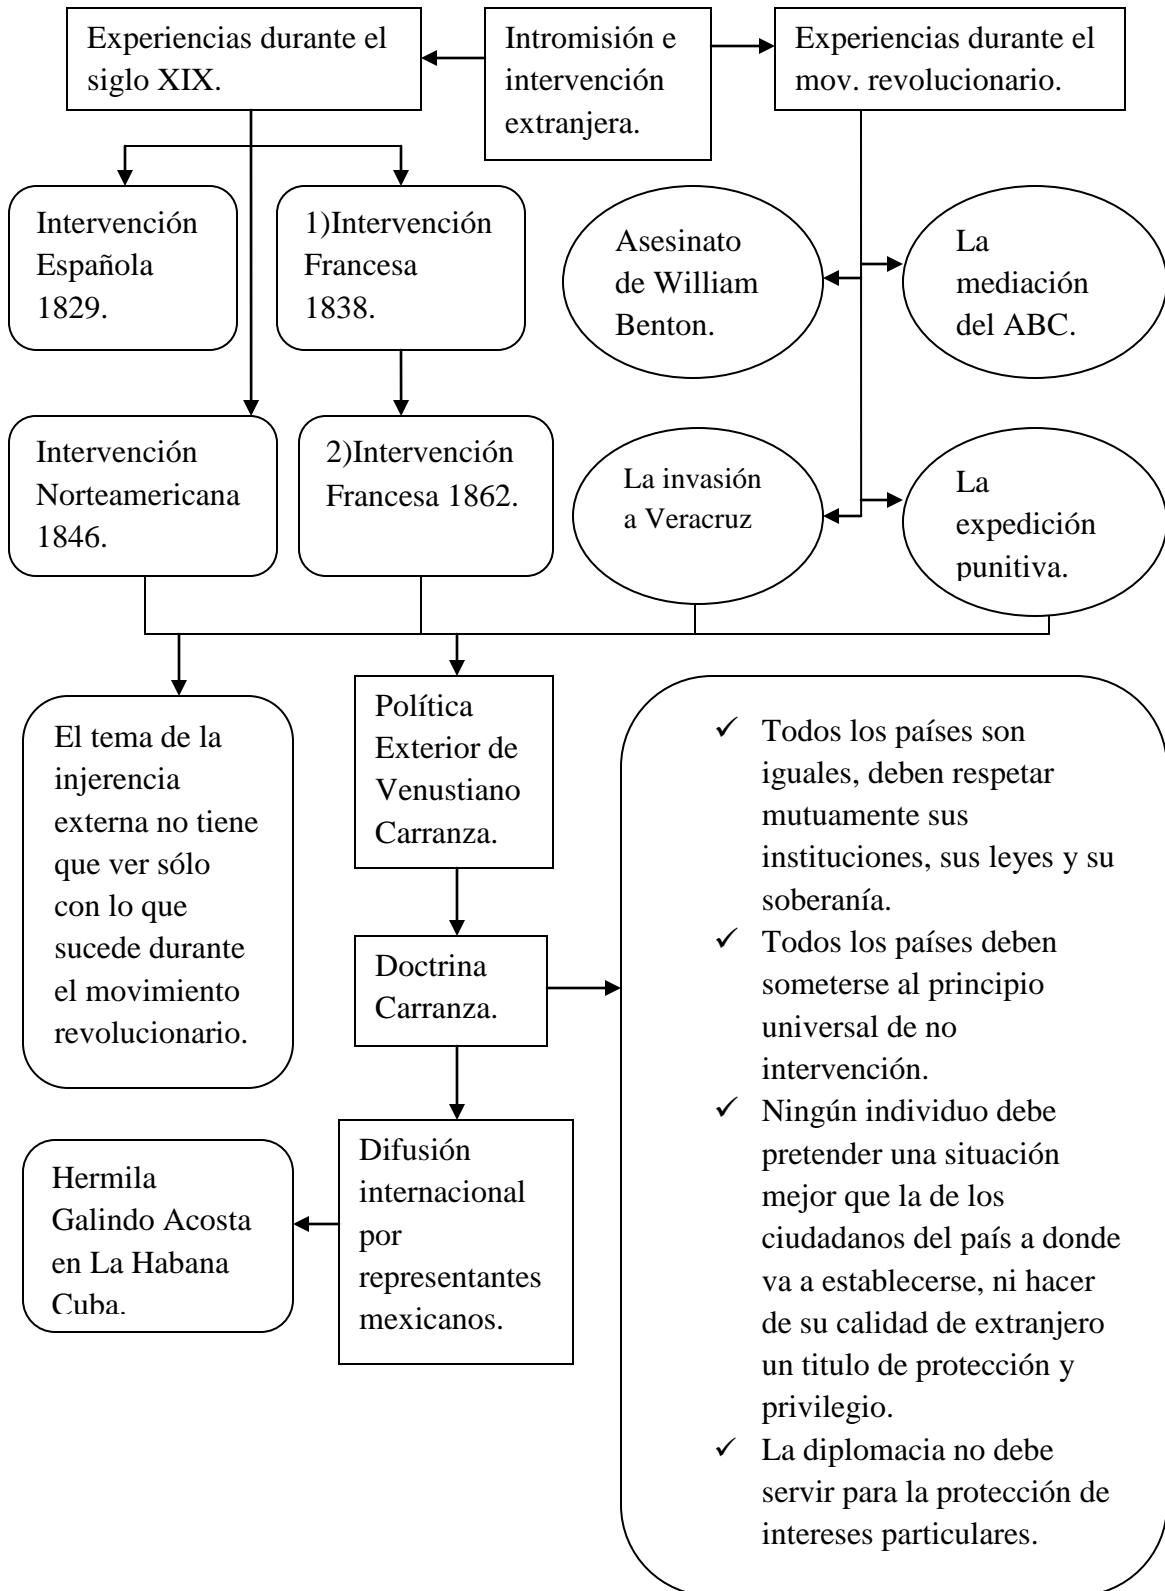 Experiencias durante el
siglo XIX.
Intromisión e
intervención
extranjera.
Experiencias durante el
mov. revolucionario.
Intervención
Española
1829.
1)Intervención
Francesa
1838.
Asesinato
de William
Benton.
La
mediación
del ABC.
Intervención
Norteamericana
1846.
2)Intervención
Francesa 1862.
La invasión
a Veracruz
La
expedición
punitiva.
El tema de la
injerencia
externa no tiene
que ver sólo
con lo que
sucede durante
el movimiento
revolucionario.
Política
Exterior de
Venustiano
Carranza.
Doctrina
Carranza.
Difusión
internacional
por
representantes
mexicanos.
Hermila
Galindo Acosta
en La Habana
Cuba.
✓ Todos los países son
iguales, deben respetar
mutuamente sus
instituciones, sus leyes y su
soberanía.
✓ Todos los países deben
someterse al principio
universal de no
intervención.
✓ Ningún individuo debe
pretender una situación
mejor que la de los
ciudadanos del país a donde
va a establecerse, ni hacer
de su calidad de extranjero
un titulo de protección y
privilegio.
✓ La diplomacia no debe
servir para la protección de
intereses particulares.